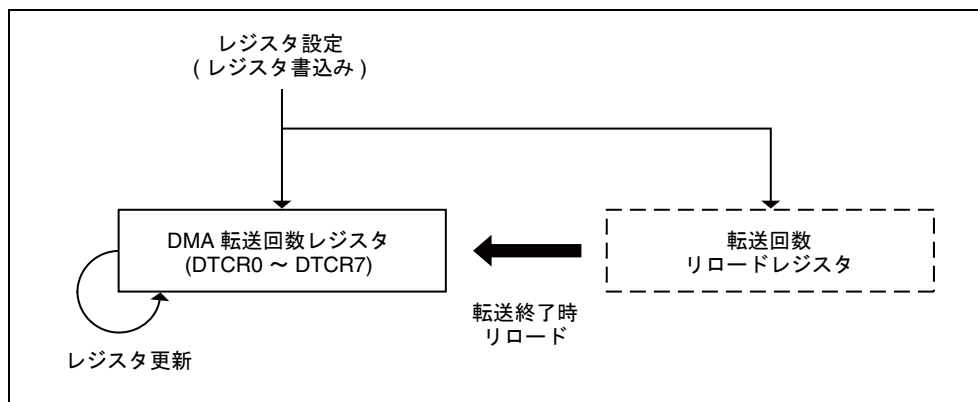 レジスタ設定
( レジスタ書込み )
DMA 転送回数レジスタ
(DTCR0 ～ DTCR7)
転送回数
リロードレジスタ
転送終了時
リロード
レジスタ更新